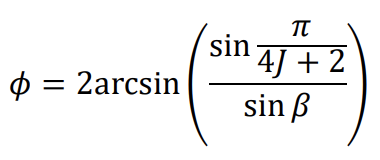 ϕ = 2arcsin ( (sin π/(4J + 2)) / (sin β) )